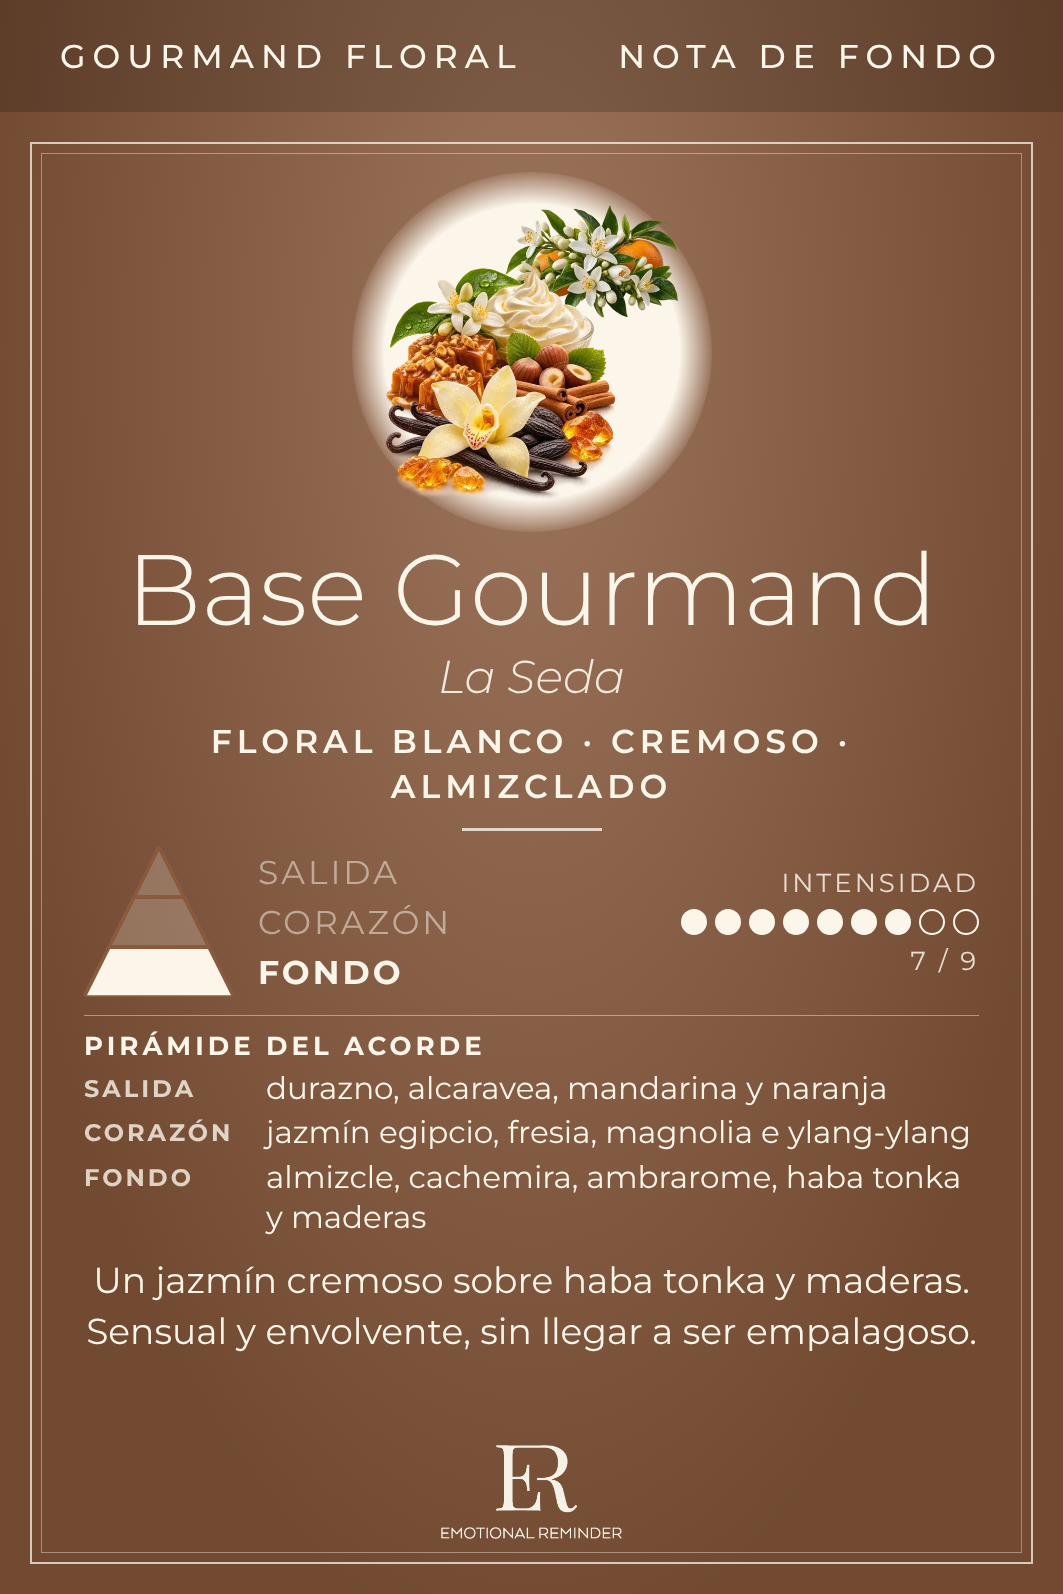 GOURMAND FLORAL NOTA DE FONDO
Base Gourmand
La Seda
FLORAL BLANCO · CREMOSO ·
ALMIZCLADO
SALIDA
CORAZÓN
FONDO
INTENSIDAD
7 / 9
PIRÁMIDE DEL ACORDE
SALIDA durazno, alcaravea, mandarina y naranja
CORAZÓN jazmín egipcio, fresia, magnolia e ylang-ylang
FONDO almizcle, cachemira, ambrarome, haba tonka
y maderas
Un jazmín cremoso sobre haba tonka y maderas.
Sensual y envolvente, sin llegar a ser empalagoso.
ER
EMOTIONAL REMINDER